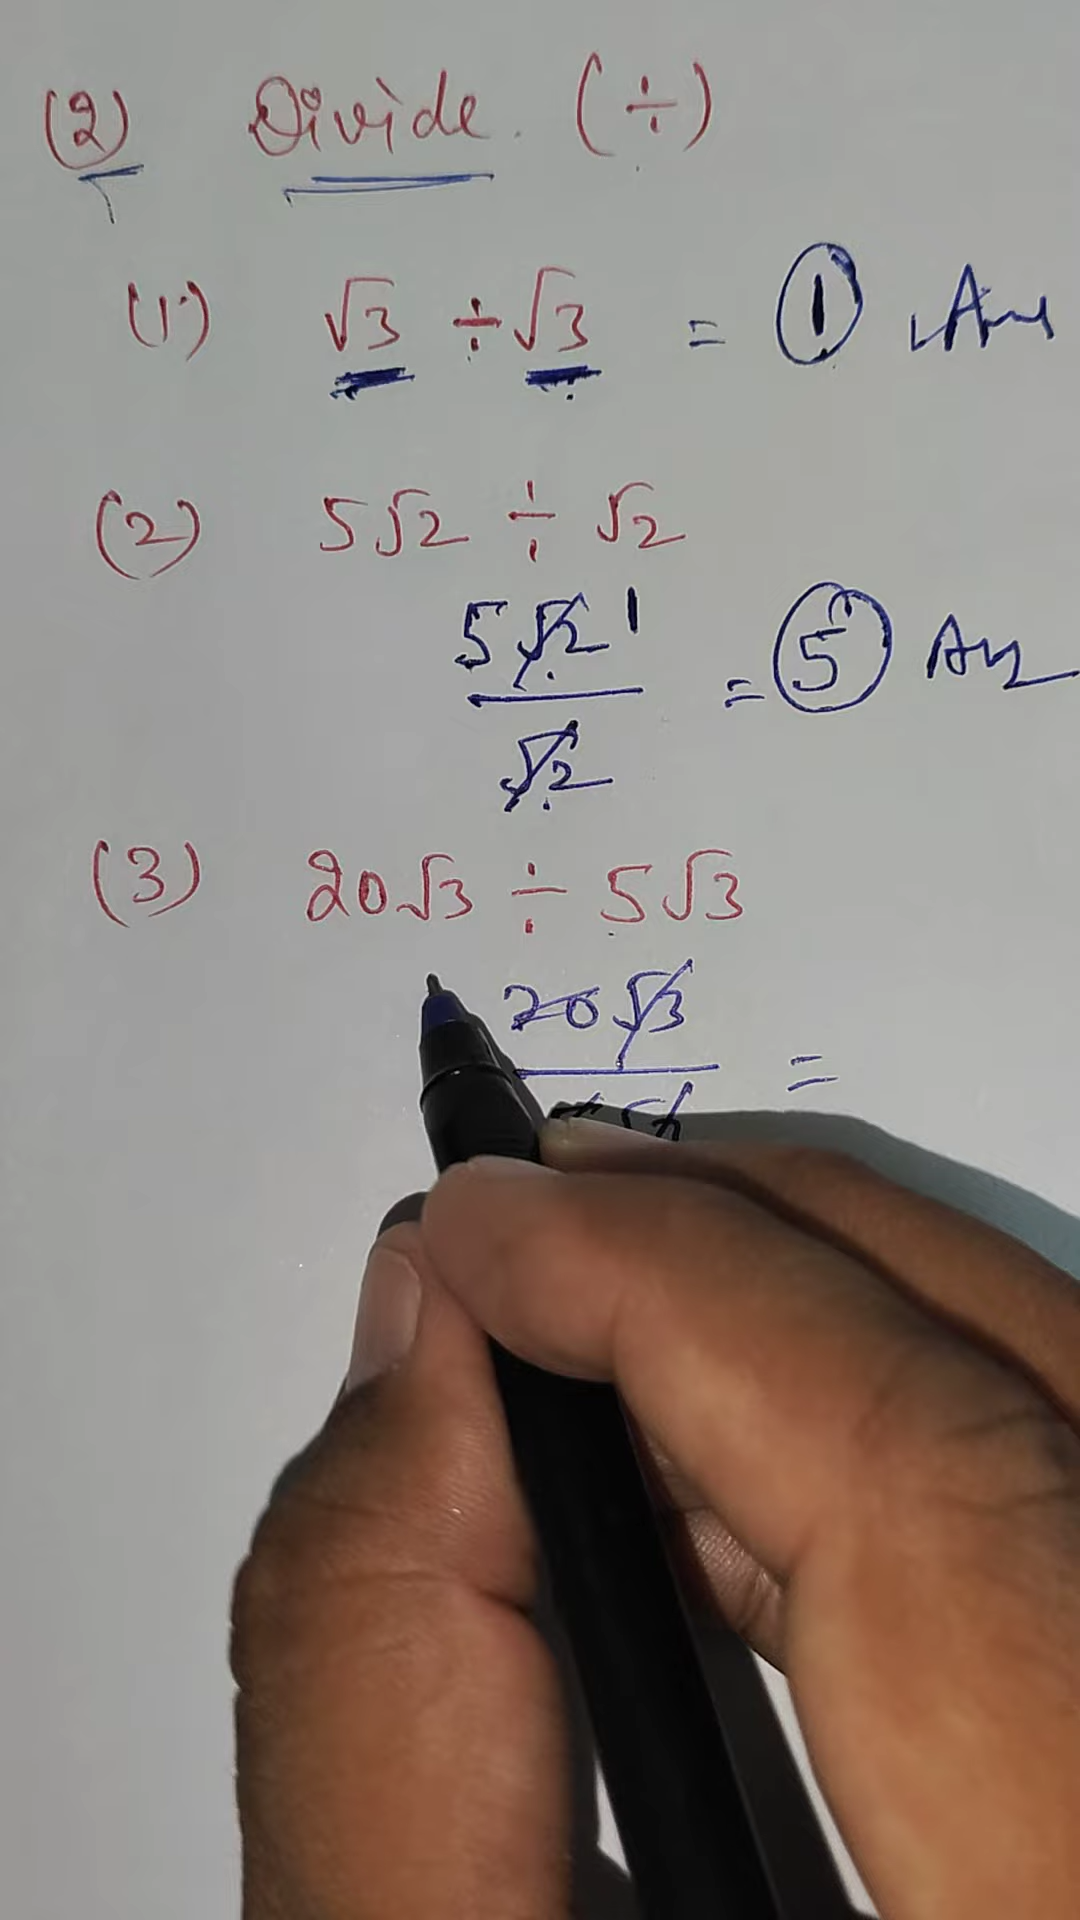 (2) Divide. (÷)
(1) √3 ÷ √3 = 1 Ans
(2) 5√2 ÷ √2
5√2 1
= 5 Ans
√2
(3) 20√3 ÷ 5√3
20√3
=